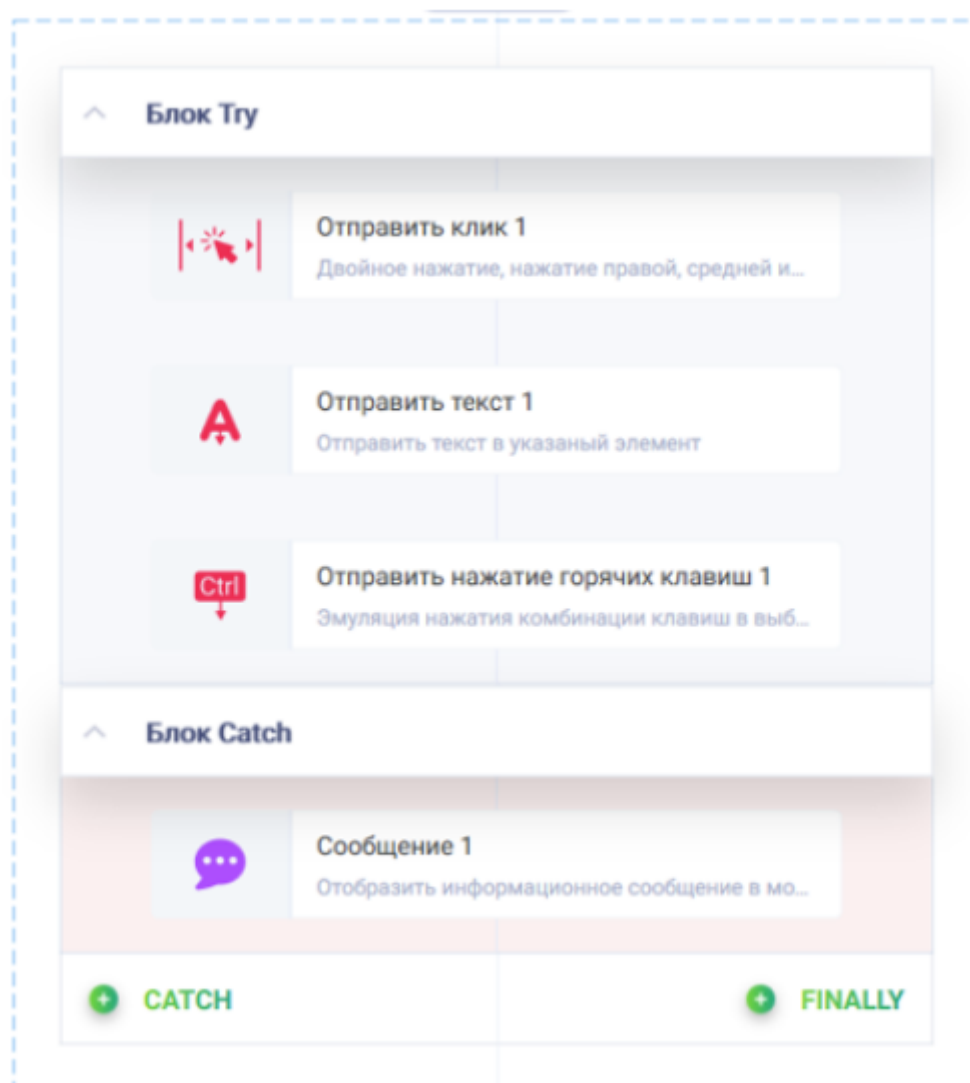 Блок Try
Отправить клик 1
Двойное нажатие, нажатие правой, средней и...
A
Отправить текст 1
Отправить текст в указаный элемент
Ctrl
Отправить нажатие горячих клавиш 1
Эмуляция нажатия комбинации клавиш в выб...
Блок Catch
Сообщение 1
Отобразить информационное сообщение в мо...
CATCH
FINALLY